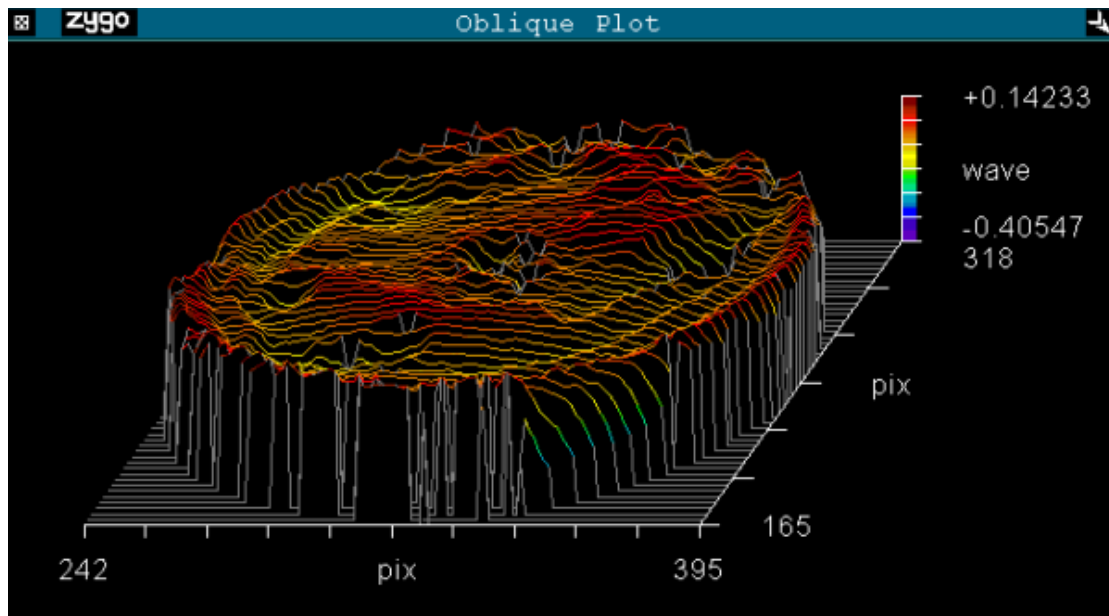 zygo Oblique Plot
+0.14233
wave
-0.40547
318
pix
165
242 pix 395